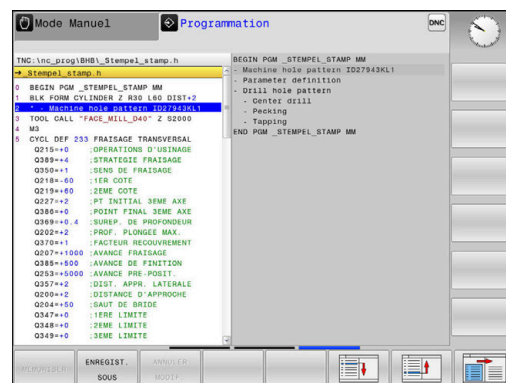 Mode Manuel
Programmation
DNC
TNC:\nc_prog\BHB\_Stempel_stamp.h
→_Stempel_stamp.h
0 BEGIN PGM _STEMPEL_STAMP MM
1 BLK FORM CYLINDER Z R30 L60 DIST+2
2 * - Machine hole pattern ID27943KL1
3 TOOL CALL "FACE_MILL_D40" Z S2000
4 M3
5 CYCL DEF 233 FRAISAGE TRANSVERSAL
Q215=+0 ;OPERATIONS D'USINAGE
Q389=+4 ;STRATEGIE FRAISAGE
Q350=+1 ;SENS DE FRAISAGE
Q218=-60 ;1ER COTE
Q219=+60 ;2EME COTE
Q227=+2 ;PT INITIAL 3EME AXE
Q386=+0 ;POINT FINAL 3EME AXE
Q369=+0.4 ;SUREP. DE PROFONDEUR
Q202=+2 ;PROF. PLONGEE MAX.
Q370=+1 ;FACTEUR RECOUVREMENT
Q207=+1000 ;AVANCE FRAISAGE
Q385=+500 ;AVANCE DE FINITION
Q253=+5000 ;AVANCE PRE-POSIT.
Q357=+2 ;DIST. APPR. LATERALE
Q200=+2 ;DISTANCE D'APPROCHE
Q204=+50 ;SAUT DE BRIDE
Q347=+0 ;1ERE LIMITE
Q348=+0 ;2EME LIMITE
Q349=+0 ;3EME LIMITE
BEGIN PGM _STEMPEL_STAMP MM
- Machine hole pattern ID27943KL1
- Parameter definition
- Drill hole pattern
- Center drill
- Pecking
- Tapping
END PGM _STEMPEL_STAMP MM
MEMORISER
ENREGIST.
SOUS
ANNULER
MODIF.